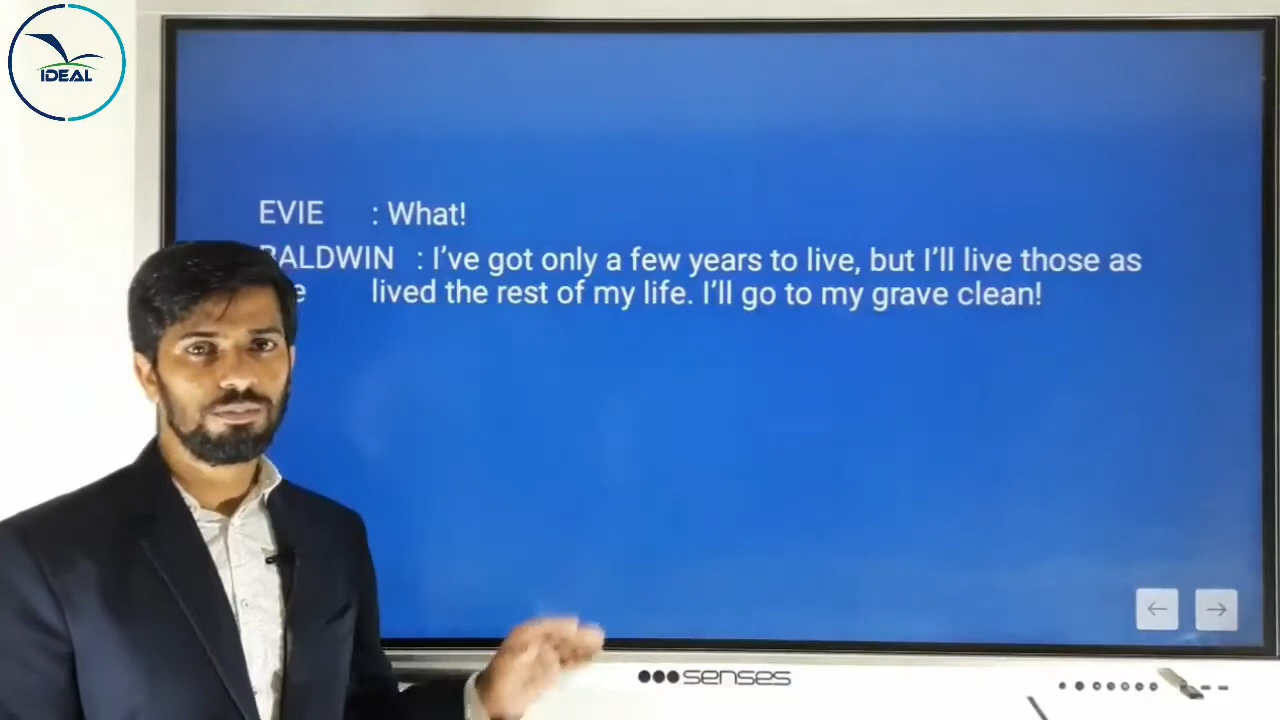 IDEAL
EVIE : What!
BALDWIN : I've got only a few years to live, but I'll live those as
lived the rest of my life. I'll go to my grave clean!
senses